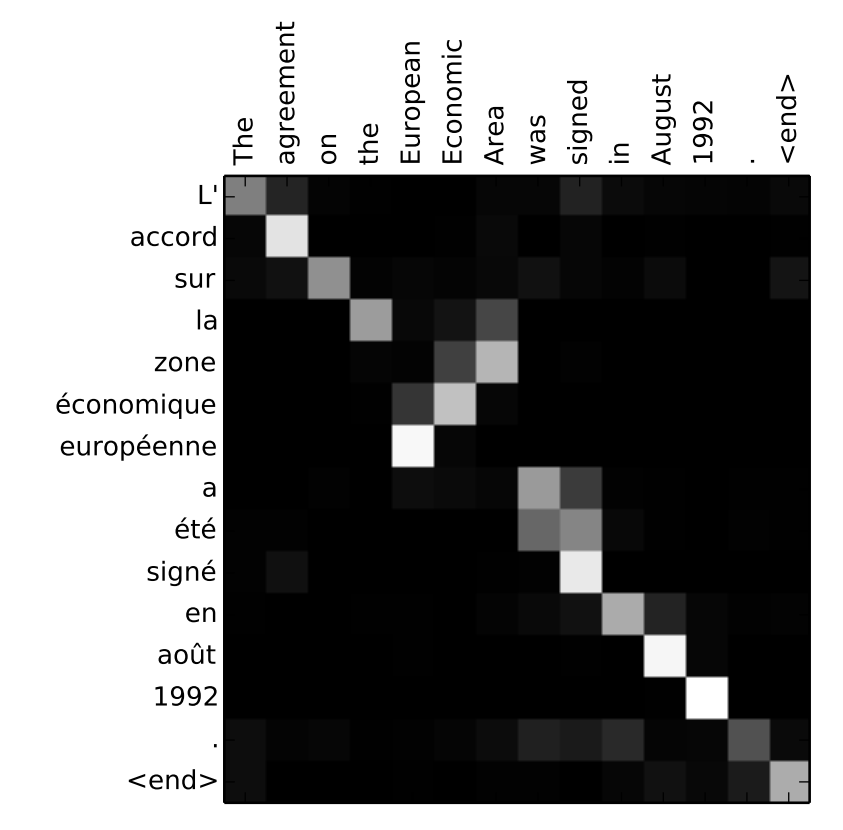 The agreement on the European Economic Area was signed in August 1992 . <end>
L'
accord
sur
la
zone
économique
européenne
a
été
signé
en
août
1992
.
<end>